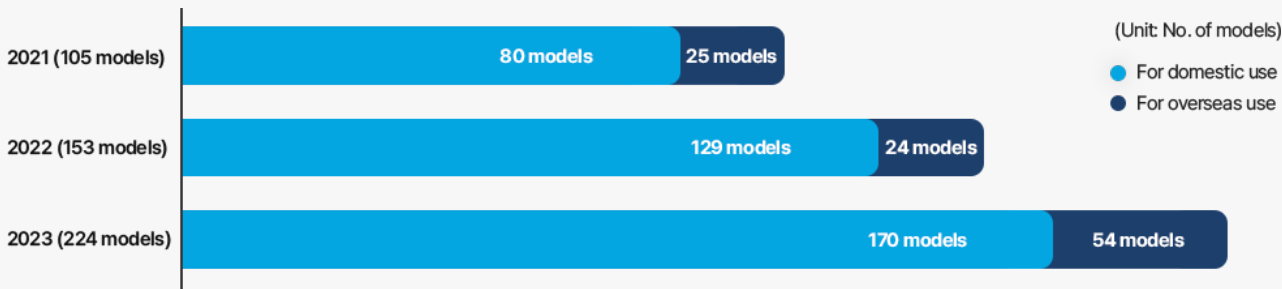 (Unit: No. of models)
For domestic use
For overseas use
2021 (105 models)
80 models
25 models
2022 (153 models)
129 models
24 models
2023 (224 models)
170 models
54 models